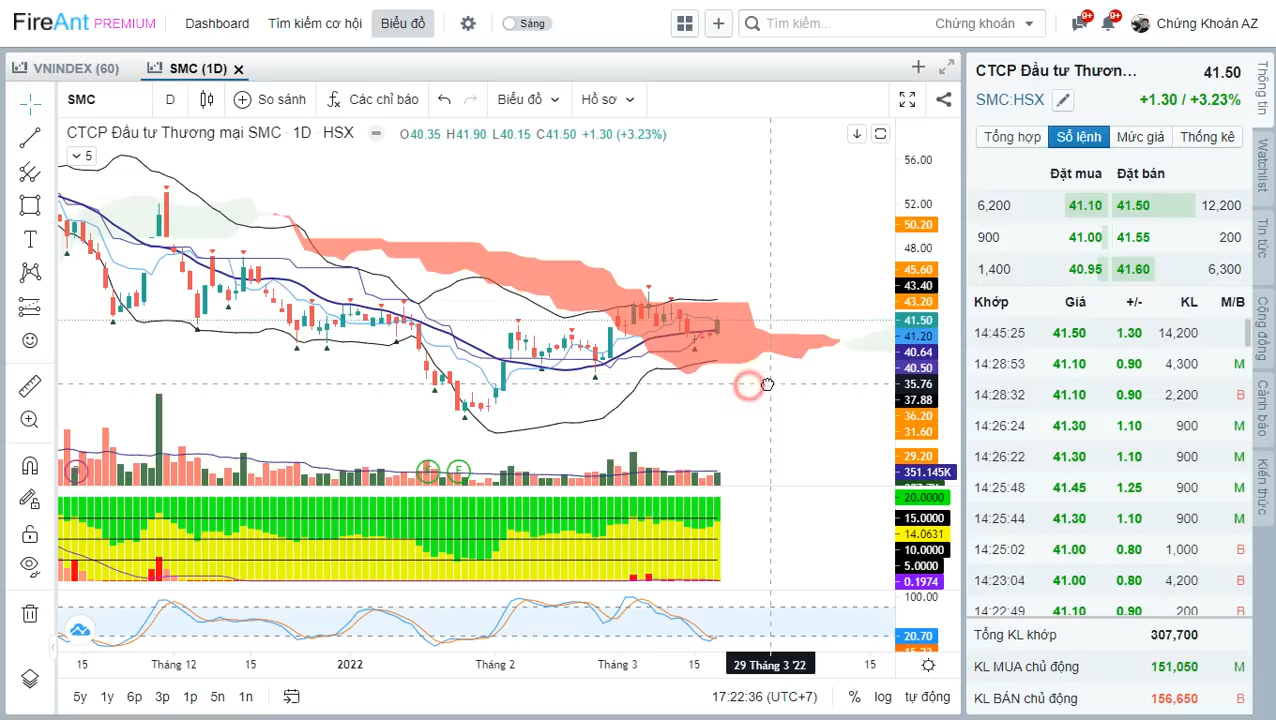 FireAnt PREMIUM Dashboard Tìm kiếm cơ hội Biểu đồ Sáng Tìm kiếm... Chứng khoán 9+ 9+ Chứng Khoán AZ
VNINDEX (60) SMC (1D)
SMC D So sánh Các chỉ báo Biểu đồ Hồ sơ
CTCP Đầu tư Thương mại SMC · 1D · HSX O40.35 H41.90 L40.15 C41.50 +1.30 (+3.23%)
5
56.00
52.00
50.20
48.00
45.60
43.40
43.20
41.50
41.20
40.64
40.50
35.76
37.88
36.20
31.60
29.20
351.145K
E
E
20.0000
15.0000
14.0631
10.0000
5.0000
0.1974
100.00
20.70
15 Tháng 12 15 2022 Tháng 2 Tháng 3 15 29 Tháng 3 '22 15
5y 1y 6p 3p 1p 5n 1n 17:22:36 (UTC+7) % log tự động
CTCP Đầu tư Thươn... 41.50
SMC:HSX +1.30 / +3.23%
Tổng hợp Sổ lệnh Mức giá Thống kê
Đặt mua Đặt bán
6,200 41.10 41.50 12,200
900 41.00 41.55 200
1,400 40.95 41.60 6,300
Khớp Giá +/- KL M/B
14:45:25 41.50 1.30 14,200
14:28:53 41.10 0.90 4,300 M
14:28:32 41.10 0.90 2,200 B
14:26:24 41.30 1.10 900 M
14:26:22 41.30 1.10 900 M
14:25:48 41.45 1.25 900 M
14:25:44 41.30 1.10 900 M
14:25:02 41.00 0.80 1,000 B
14:23:04 41.00 0.80 4,200 B
14:22:49 41.10 0.90 200 B
Tổng KL khớp 307,700
KL MUA chủ động 151,050 M
KL BÁN chủ động 156,650 B
Thông tin
Watchlist
Tin tức
Cộng đồng
Cảnh báo
Kiến thức